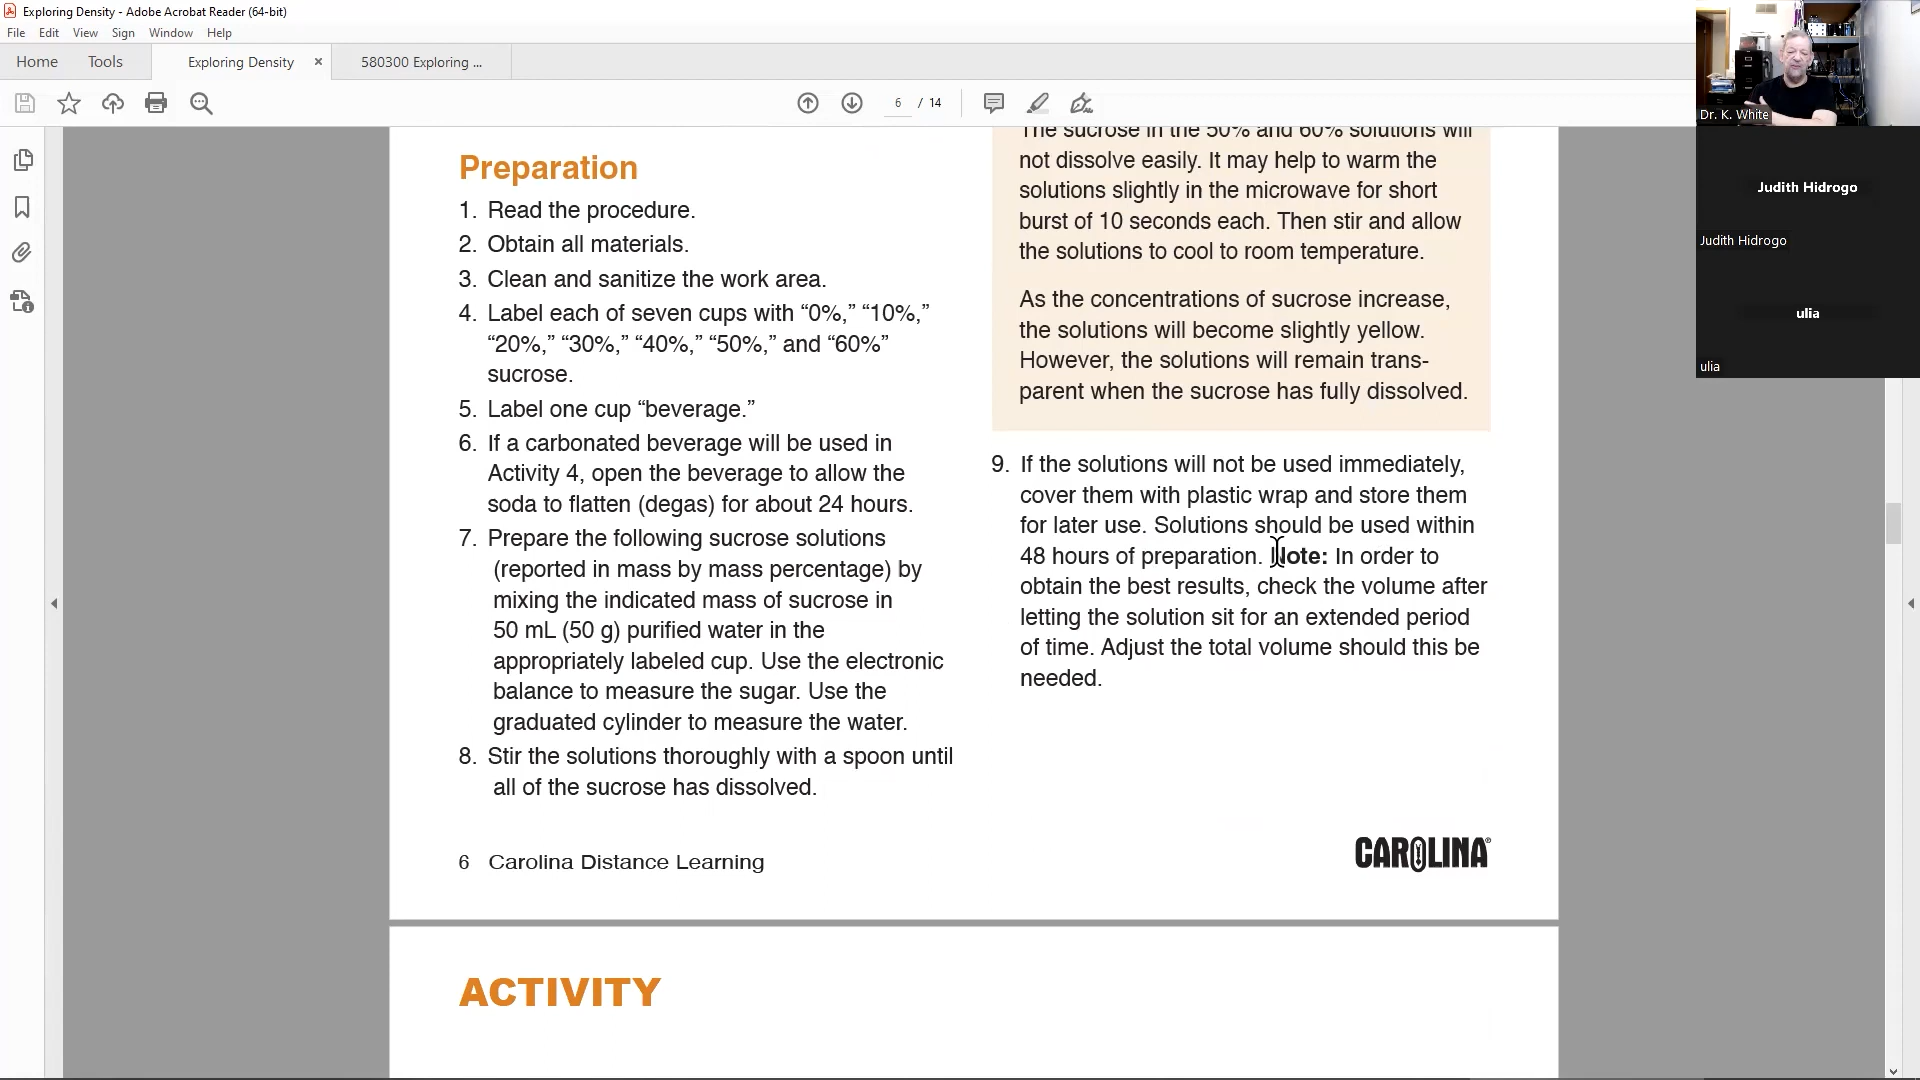 Exploring Density - Adobe Acrobat Reader (64-bit)
File Edit View Sign Window Help
Home Tools Exploring Density × 580300 Exploring ...
6 / 14
Preparation
1. Read the procedure.
2. Obtain all materials.
3. Clean and sanitize the work area.
4. Label each of seven cups with “0%,” “10%,”
“20%,” “30%,” “40%,” “50%,” and “60%”
sucrose.
5. Label one cup “beverage.”
6. If a carbonated beverage will be used in
Activity 4, open the beverage to allow the
soda to flatten (degas) for about 24 hours.
7. Prepare the following sucrose solutions
(reported in mass by mass percentage) by
mixing the indicated mass of sucrose in
50 mL (50 g) purified water in the
appropriately labeled cup. Use the electronic
balance to measure the sugar. Use the
graduated cylinder to measure the water.
8. Stir the solutions thoroughly with a spoon until
all of the sucrose has dissolved.
The sucrose in the 50% and 60% solutions will
not dissolve easily. It may help to warm the
solutions slightly in the microwave for short
burst of 10 seconds each. Then stir and allow
the solutions to cool to room temperature.
As the concentrations of sucrose increase,
the solutions will become slightly yellow.
However, the solutions will remain trans-
parent when the sucrose has fully dissolved.
9. If the solutions will not be used immediately,
cover them with plastic wrap and store them
for later use. Solutions should be used within
48 hours of preparation. Note: In order to
obtain the best results, check the volume after
letting the solution sit for an extended period
of time. Adjust the total volume should this be
needed.
6 Carolina Distance Learning
CAROLINA®
ACTIVITY
Dr. K. White
Judith Hidrogo
Judith Hidrogo
ulia
ulia